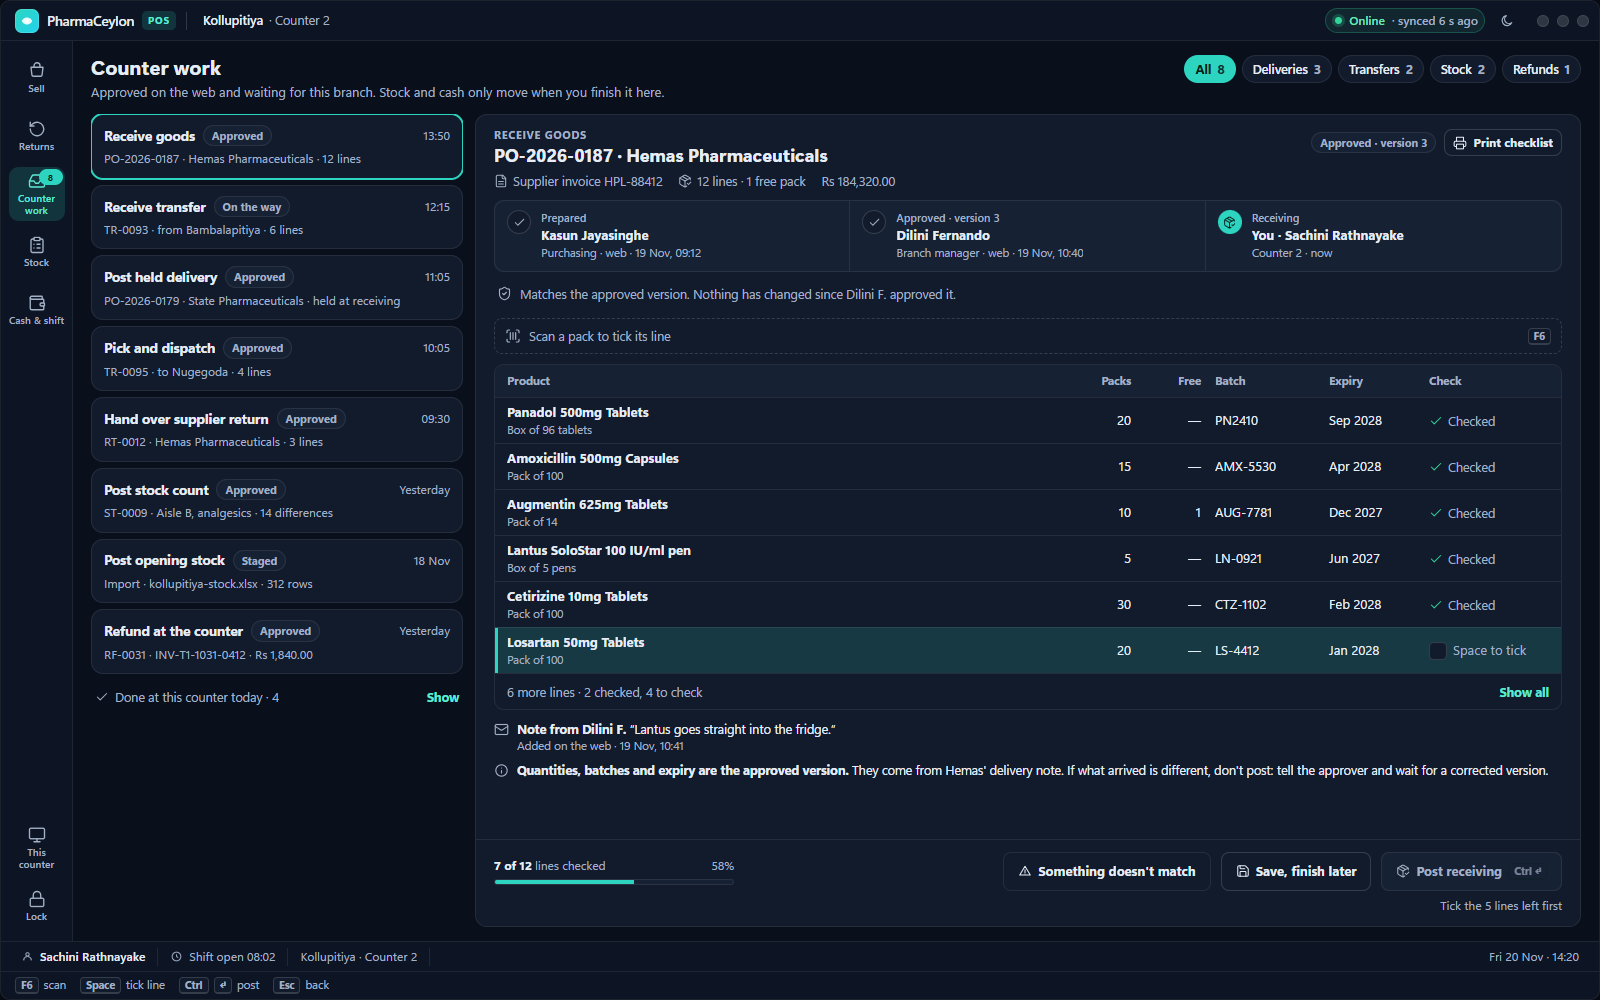 PharmaCeylon POS Kollupitiya · Counter 2
Online · synced 6 s ago
Sell
Returns
8
Counter work
Stock
Cash & shift
This counter
Lock
Counter work
Approved on the web and waiting for this branch. Stock and cash only move when you finish it here.
All 8 Deliveries 3 Transfers 2 Stock 2 Refunds 1
Receive goods Approved 13:50
PO-2026-0187 · Hemas Pharmaceuticals · 12 lines
Receive transfer On the way 12:15
TR-0093 · from Bambalapitiya · 6 lines
Post held delivery Approved 11:05
PO-2026-0179 · State Pharmaceuticals · held at receiving
Pick and dispatch Approved 10:05
TR-0095 · to Nugegoda · 4 lines
Hand over supplier return Approved 09:30
RT-0012 · Hemas Pharmaceuticals · 3 lines
Post stock count Approved Yesterday
ST-0009 · Aisle B, analgesics · 14 differences
Post opening stock Staged 18 Nov
Import · kollupitiya-stock.xlsx · 312 rows
Refund at the counter Approved Yesterday
RF-0031 · INV-T1-1031-0412 · Rs 1,840.00
Done at this counter today · 4 Show
RECEIVE GOODS
PO-2026-0187 · Hemas Pharmaceuticals
Approved · version 3 Print checklist
Supplier invoice HPL-88412 12 lines · 1 free pack Rs 184,320.00
Prepared
Kasun Jayasinghe
Purchasing · web · 19 Nov, 09:12
Approved · version 3
Dilini Fernando
Branch manager · web · 19 Nov, 10:40
Receiving
You · Sachini Rathnayake
Counter 2 · now
Matches the approved version. Nothing has changed since Dilini F. approved it.
Scan a pack to tick its line F6
Product Packs Free Batch Expiry Check
Panadol 500mg Tablets
Box of 96 tablets
20 — PN2410 Sep 2028 Checked
Amoxicillin 500mg Capsules
Pack of 100
15 — AMX-5530 Apr 2028 Checked
Augmentin 625mg Tablets
Pack of 14
10 1 AUG-7781 Dec 2027 Checked
Lantus SoloStar 100 IU/ml pen
Box of 5 pens
5 — LN-0921 Jun 2027 Checked
Cetirizine 10mg Tablets
Pack of 100
30 — CTZ-1102 Feb 2028 Checked
Losartan 50mg Tablets
Pack of 100
20 — LS-4412 Jan 2028 Space to tick
6 more lines · 2 checked, 4 to check Show all
Note from Dilini F. “Lantus goes straight into the fridge.”
Added on the web · 19 Nov, 10:41
Quantities, batches and expiry are the approved version. They come from Hemas' delivery note. If what arrived is different, don't post: tell the approver and wait for a corrected version.
7 of 12 lines checked 58%
Something doesn't match Save, finish later Post receiving Ctrl ↵
Tick the 5 lines left first
Sachini Rathnayake Shift open 08:02 Kollupitiya · Counter 2 Fri 20 Nov · 14:20
F6 scan Space tick line Ctrl ↵ post Esc back